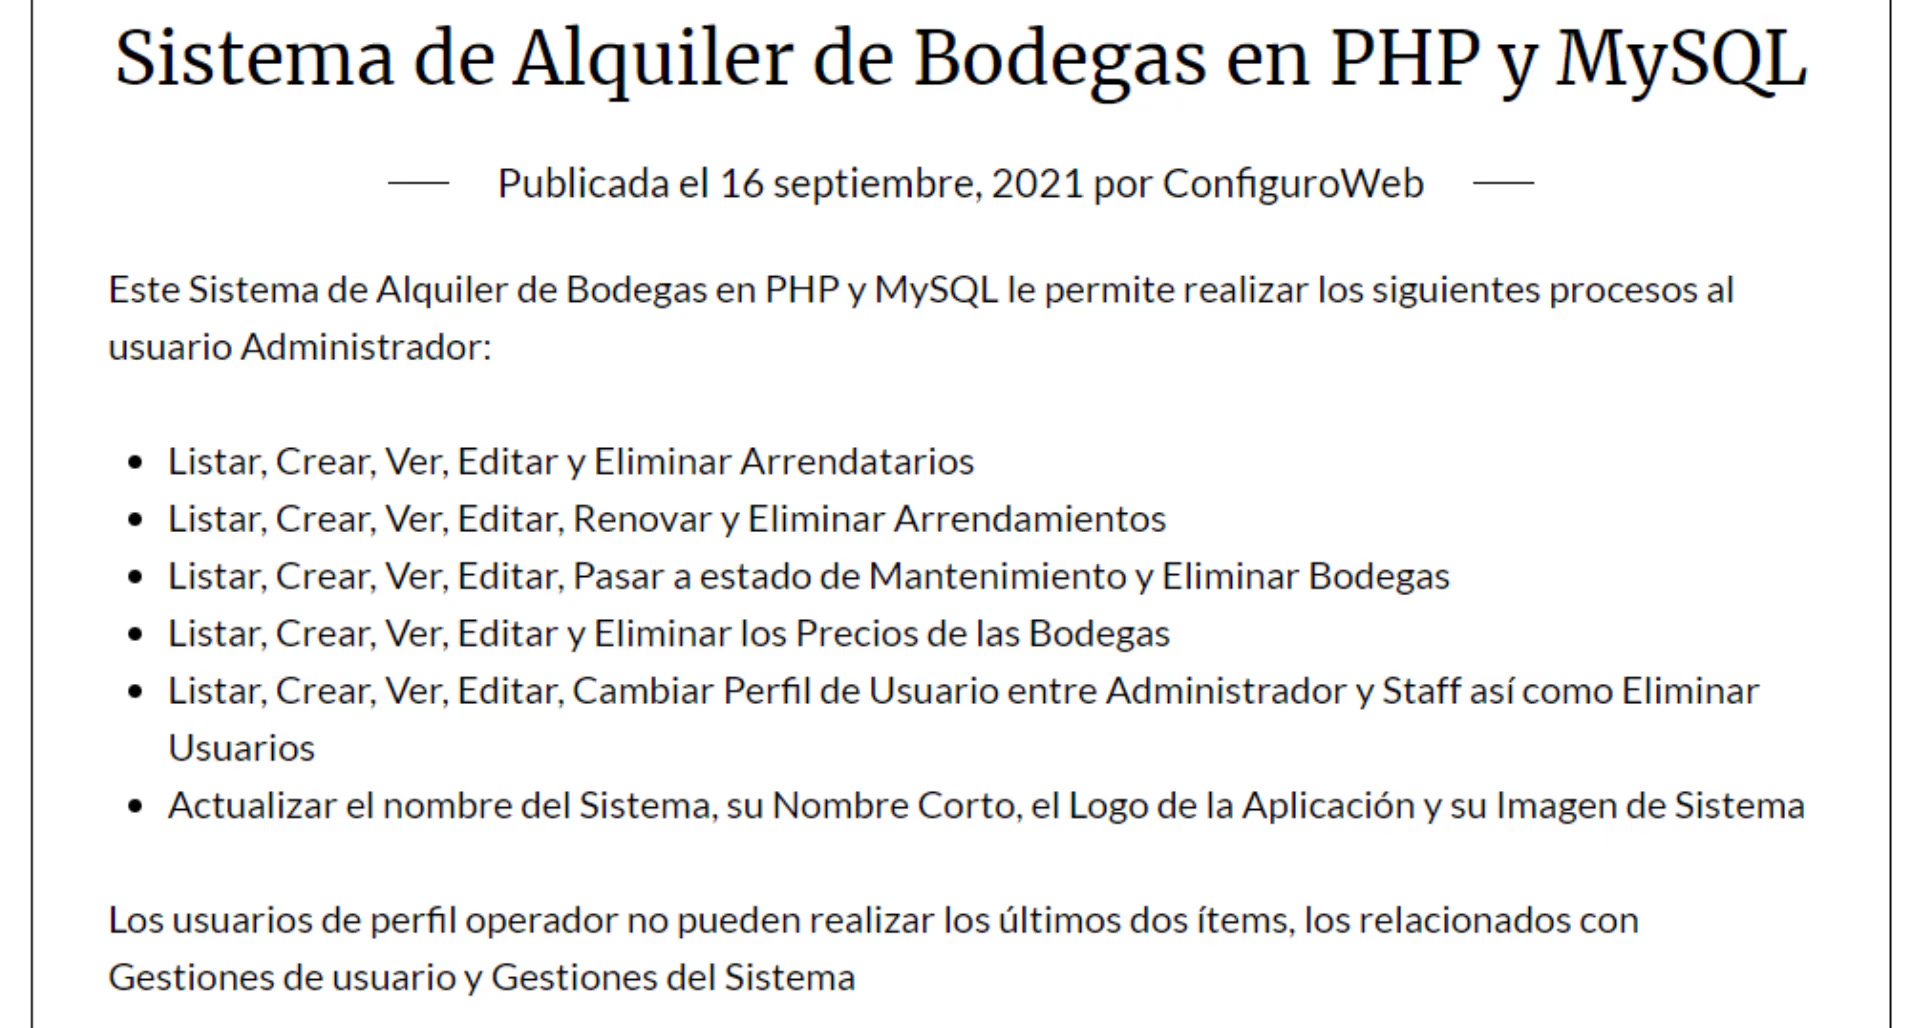 Sistema de Alquiler de Bodegas en PHP y MySQL
Publicada el 16 septiembre, 2021 por ConfiguroWeb
Este Sistema de Alquiler de Bodegas en PHP y MySQL le permite realizar los siguientes procesos al
usuario Administrador:
• Listar, Crear, Ver, Editar y Eliminar Arrendatarios
• Listar, Crear, Ver, Editar, Renovar y Eliminar Arrendamientos
• Listar, Crear, Ver, Editar, Pasar a estado de Mantenimiento y Eliminar Bodegas
• Listar, Crear, Ver, Editar y Eliminar los Precios de las Bodegas
• Listar, Crear, Ver, Editar, Cambiar Perfil de Usuario entre Administrador y Staff así como Eliminar
Usuarios
• Actualizar el nombre del Sistema, su Nombre Corto, el Logo de la Aplicación y su Imagen de Sistema
Los usuarios de perfil operador no pueden realizar los últimos dos ítems, los relacionados con
Gestiones de usuario y Gestiones del Sistema